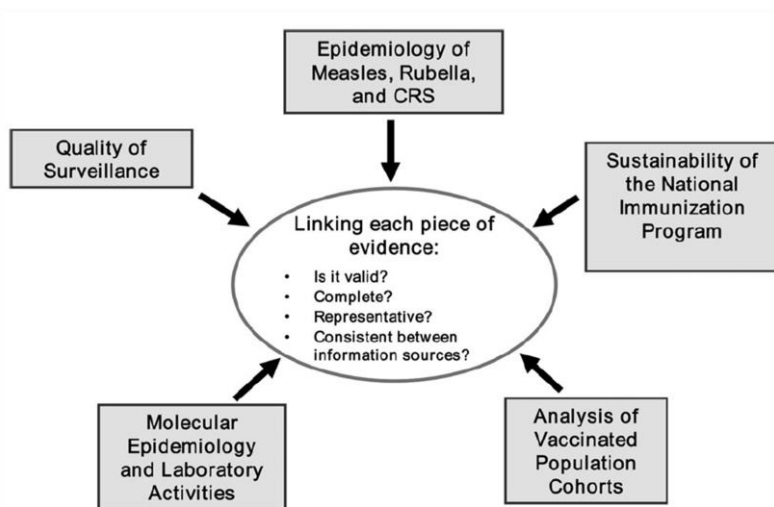 Epidemiology of
Measles, Rubella,
and CRS
Quality of
Surveillance
Sustainability of
the National
Immunization
Program
Linking each piece of
evidence:
• Is it valid?
• Complete?
• Representative?
• Consistent between
information sources?
Molecular
Epidemiology
and Laboratory
Activities
Analysis of
Vaccinated
Population
Cohorts